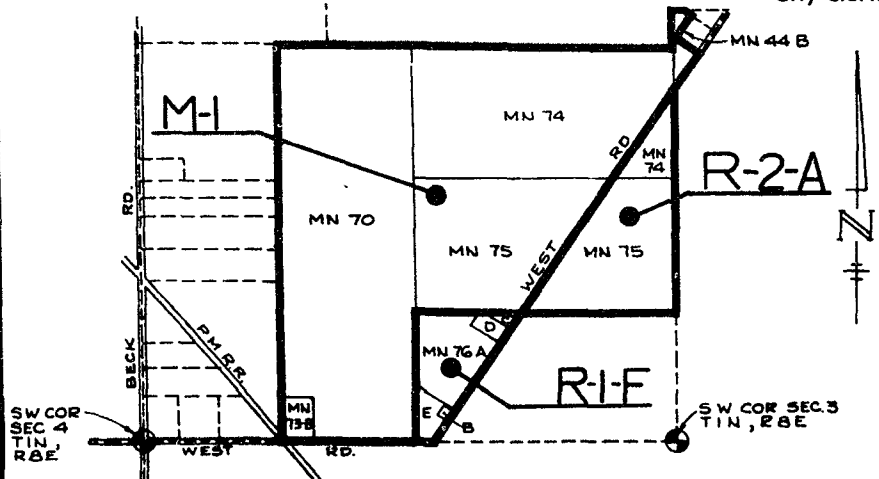 MN 44 B
M-1
MN 74
RD
MN
74
R-2-A
RD.
MN 70
N
MN 75
WEST
MN 75
P.M.R.R.
D
MN 76 A
BECK
R-1-F
MN
73-B
E
B
SW COR
SEC 4
T1N,
R8E
SW COR SEC.3
T1N, R8E
WEST
RD.